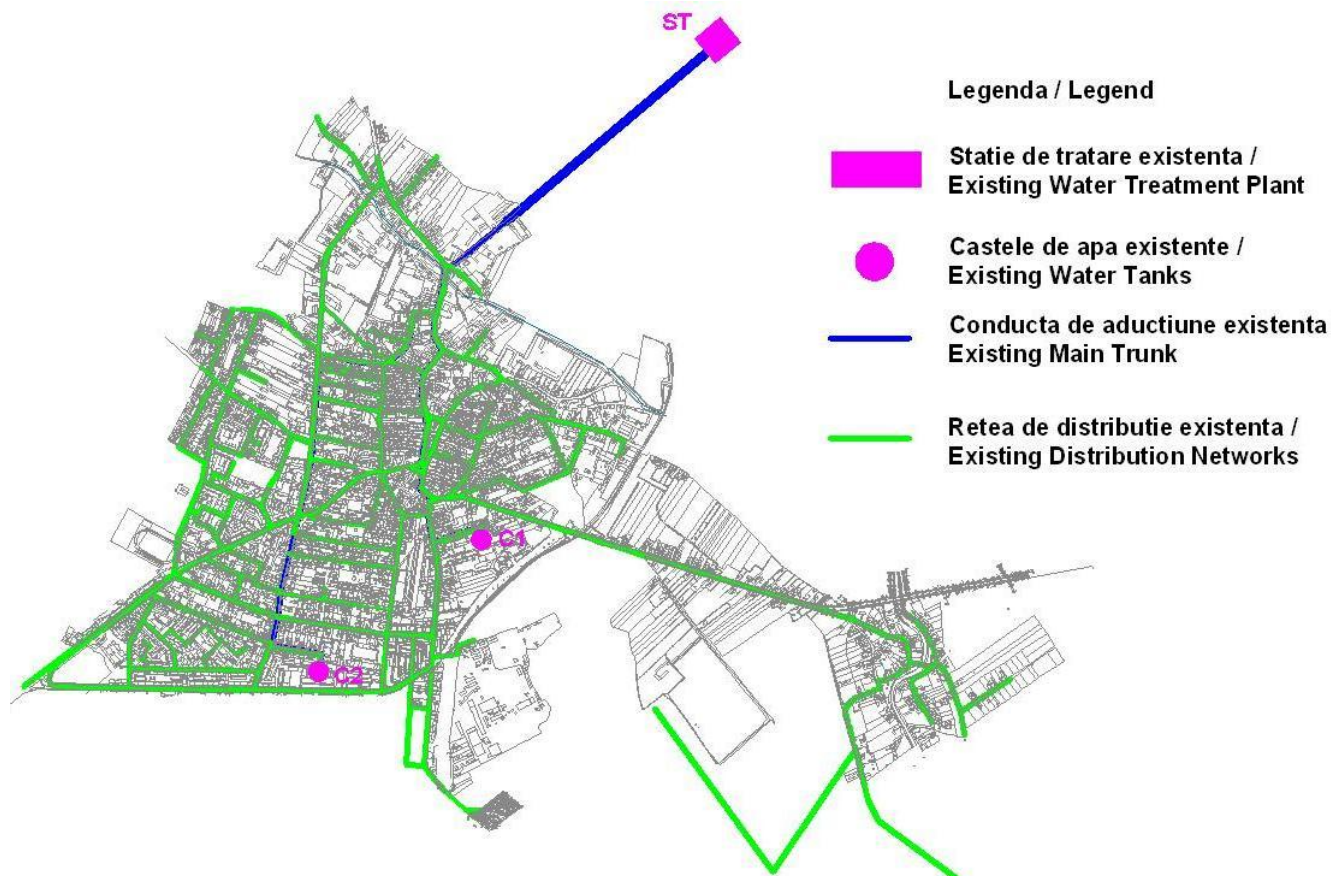 ST
Legenda / Legend
Statie de tratare existenta /
Existing Water Treatment Plant
Castele de apa existente /
Existing Water Tanks
Conducta de aductiune existenta
Existing Main Trunk
Retea de distributie existenta /
Existing Distribution Networks
C1
C2